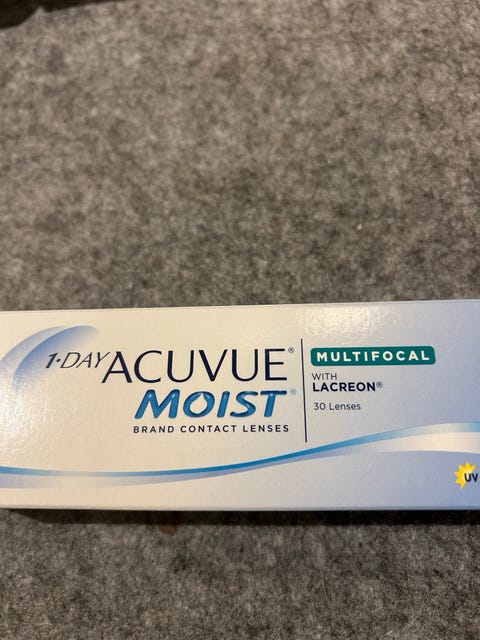 1·DAY ACUVUE®
MOIST®
BRAND CONTACT LENSES
MULTIFOCAL
WITH
LACREON®
30 Lenses
UV